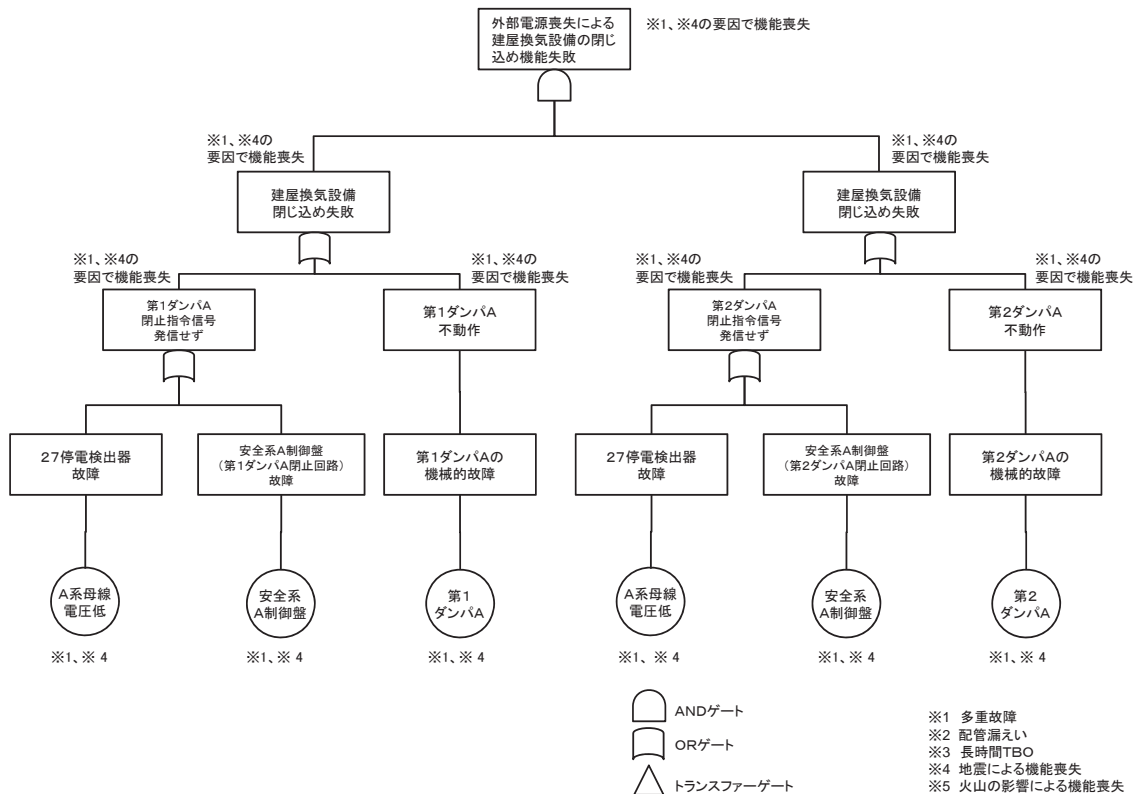 外部電源喪失による
建屋換気設備の閉じ
込め機能失敗
※1、※4の要因で機能喪失
※1、※4の
要因で機能喪失
※1、※4の
要因で機能喪失
建屋換気設備
閉じ込め失敗
建屋換気設備
閉じ込め失敗
※1、※4の
要因で機能喪失
※1、※4の
要因で機能喪失
※1、※4の
要因で機能喪失
※1、※4の
要因で機能喪失
第1ダンパA
閉止指令信号
発信せず
第1ダンパA
不動作
第2ダンパA
閉止指令信号
発信せず
第2ダンパA
不動作
27停電検出器
故障
安全系A制御盤
(第1ダンパA閉止回路)
故障
第1ダンパAの
機械的故障
27停電検出器
故障
安全系A制御盤
(第2ダンパA閉止回路)
故障
第2ダンパAの
機械的故障
A系母線
電圧低
安全系
A制御盤
第1
ダンパA
A系母線
電圧低
安全系
A制御盤
第2
ダンパA
※1、※ 4
※1、※ 4
※1、※ 4
※1、※ 4
※1、※ 4
※1、※ 4
ANDゲート
ORゲート
トランスファーゲート
※1 多重故障
※2 配管漏えい
※3 長時間TBO
※4 地震による機能喪失
※5 火山の影響による機能喪失